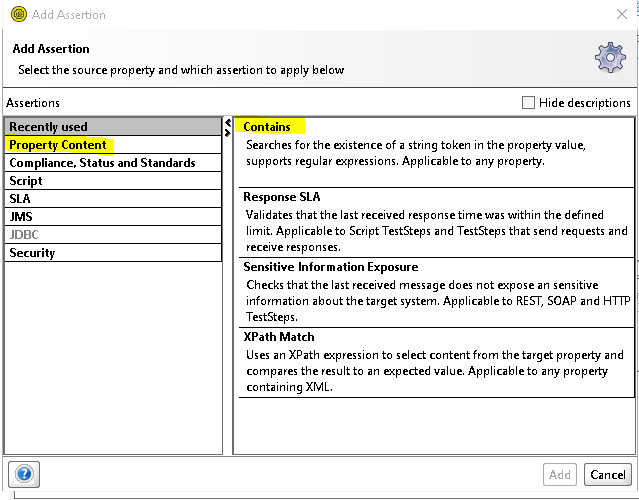 Add Assertion
Add Assertion
Select the source property and which assertion to apply below
Assertions
Hide descriptions
Recently used
Property Content
Compliance, Status and Standards
Script
SLA
JMS
JDBC
Security
Contains
Searches for the existence of a string token in the property value,
supports regular expressions. Applicable to any property.
Response SLA
Validates that the last received response time was within the defined
limit. Applicable to Script TestSteps and TestSteps that send requests and
receive responses.
Sensitive Information Exposure
Checks that the last received message does not expose an sensitive
information about the target system. Applicable to REST, SOAP and HTTP
TestSteps.
XPath Match
Uses an XPath expression to select content from the target property and
compares the result to an expected value. Applicable to any property
containing XML.
?
Add
Cancel